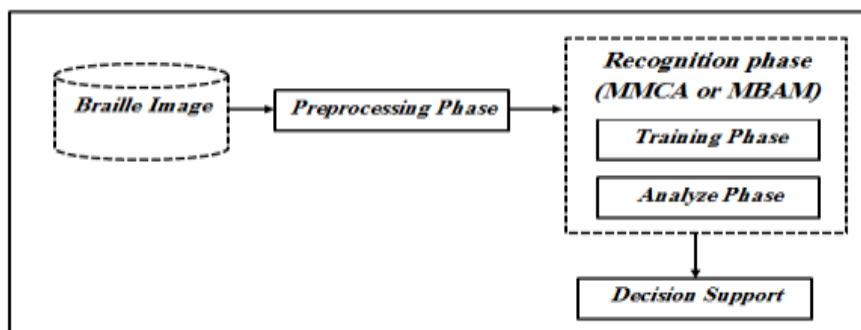 Braille Image
Preprocessing Phase
Recognition phase
(MMCA or MBAM)
Training Phase
Analyze Phase
Decision Support